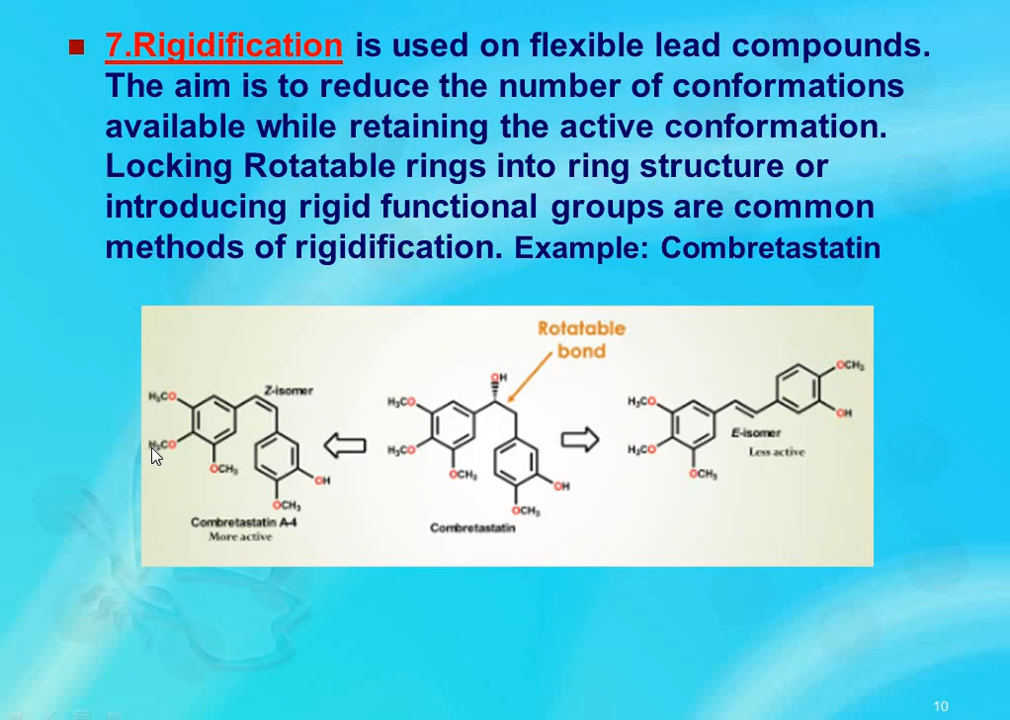 7.Rigidification is used on flexible lead compounds.
The aim is to reduce the number of conformations
available while retaining the active conformation.
Locking Rotatable rings into ring structure or
introducing rigid functional groups are common
methods of rigidification. Example: Combretastatin
Rotatable
bond
H₃CO
Z-isomer
H₃CO
OCH₃
OH
OCH₃
Combretastatin A-4
More active
OH
H₃CO
H₃CO
OCH₃
OH
OCH₃
Combretastatin
OCH₃
H₃CO
OH
E-isomer
H₃CO
Less active
OCH₃
10